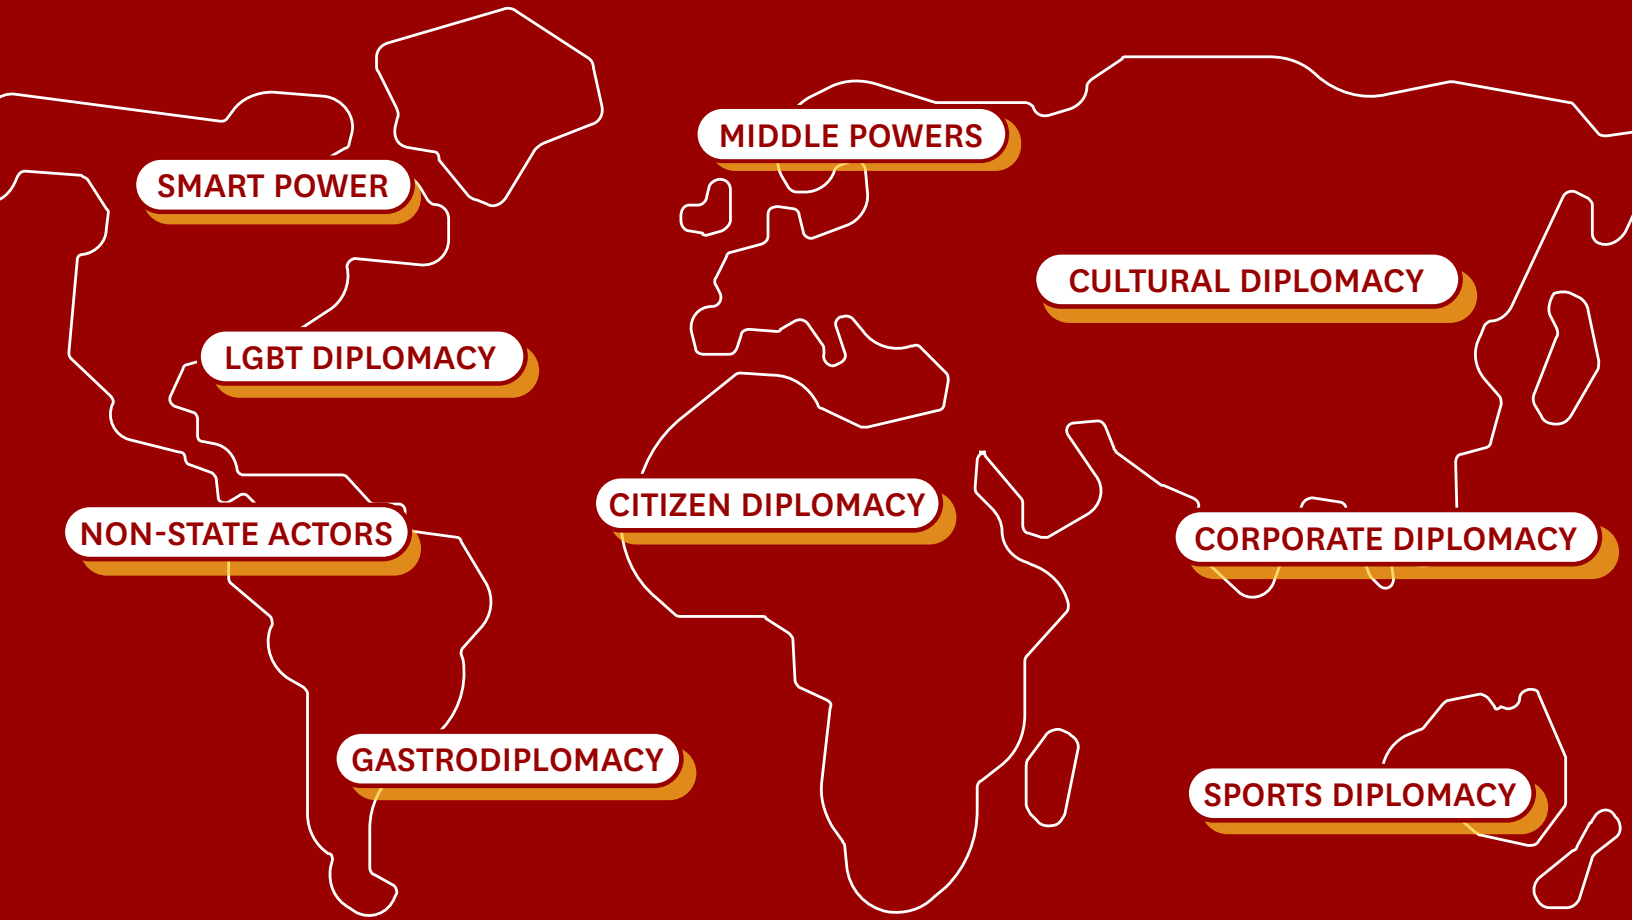 MIDDLE POWERS
SMART POWER
CULTURAL DIPLOMACY
LGBT DIPLOMACY
CITIZEN DIPLOMACY
NON-STATE ACTORS
CORPORATE DIPLOMACY
GASTRODIPLOMACY
SPORTS DIPLOMACY